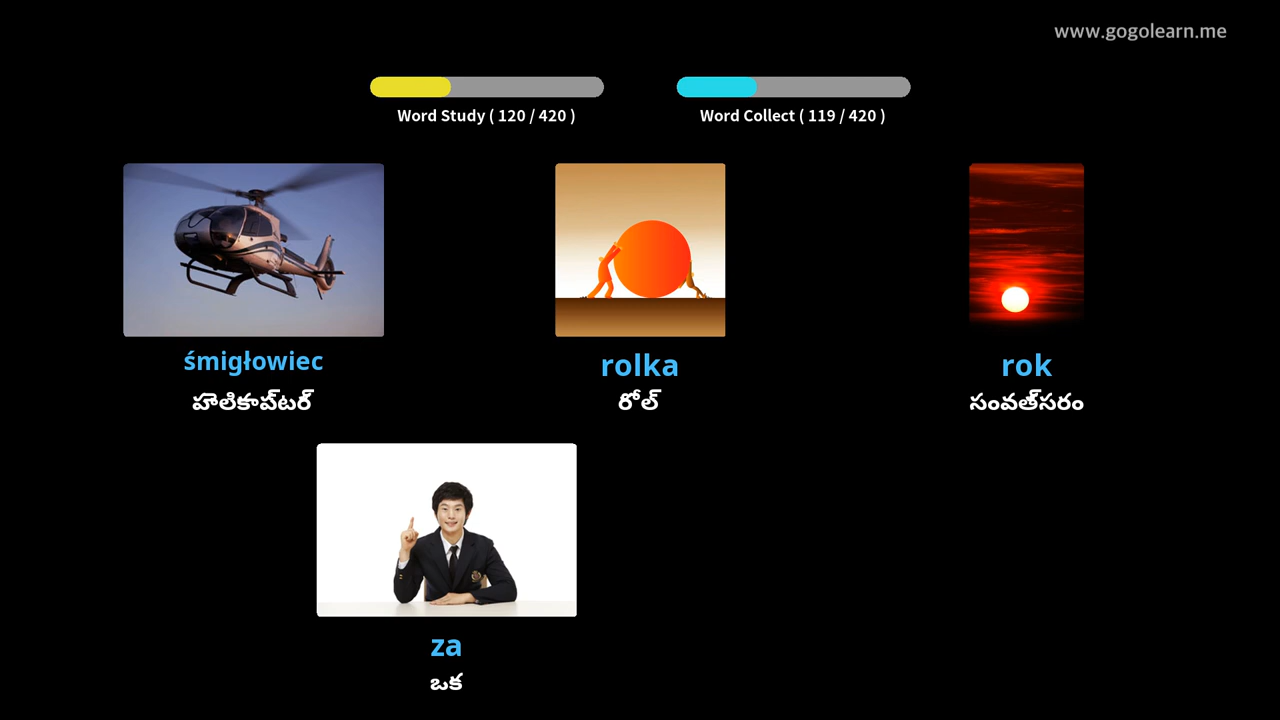 www.gogolearn.me
Word Study ( 120 / 420 )
Word Collect ( 119 / 420 )
śmigłowiec
హెలికాప్టర్
rolka
రోల్
rok
సంవత్సరం
za
ఒక